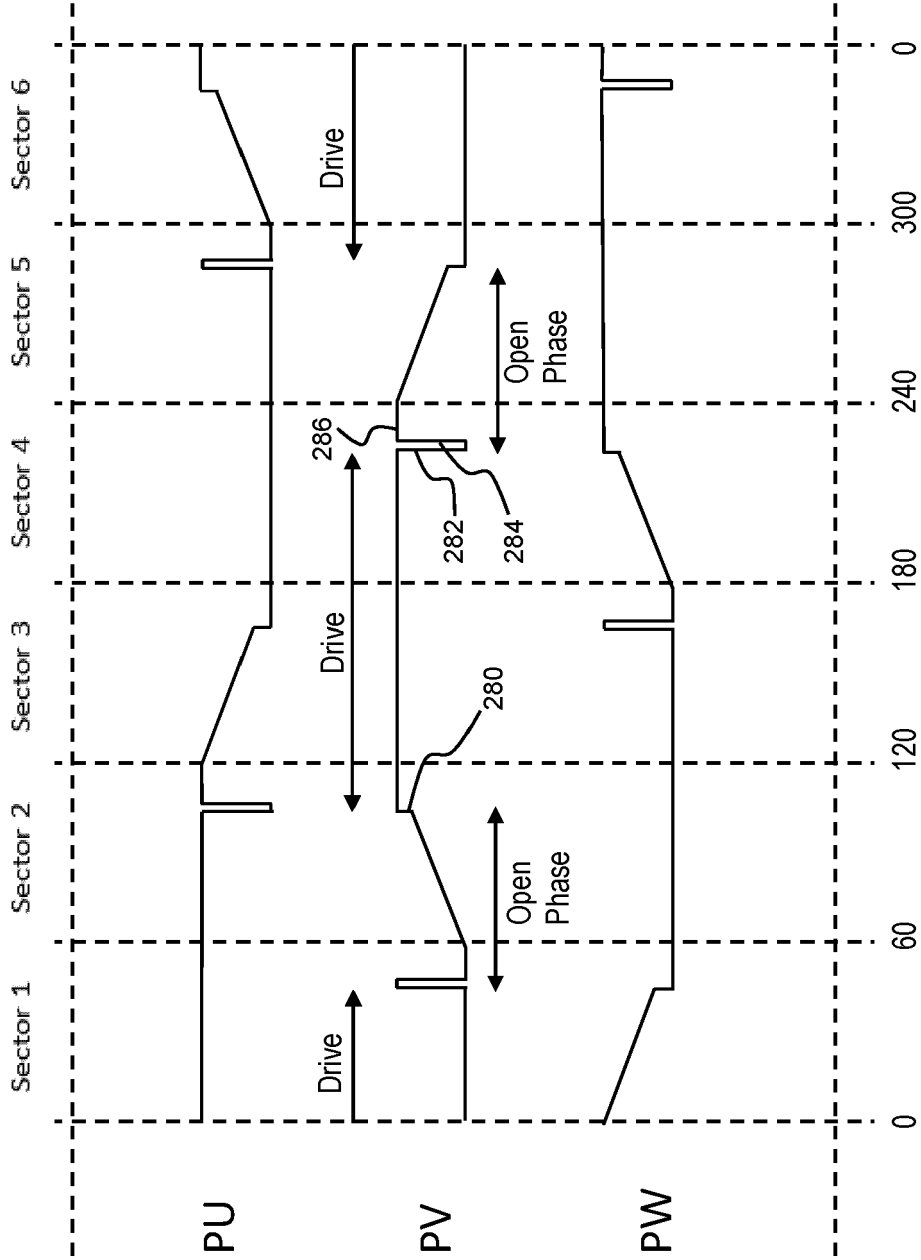 Sector 1 Sector 2 Sector 3 Sector 4 Sector 5 Sector 6
PU
Drive Drive Drive
280
286
PV
282
284
Open
Phase
Open
Phase
PW
0 60 120 180 240 300 0